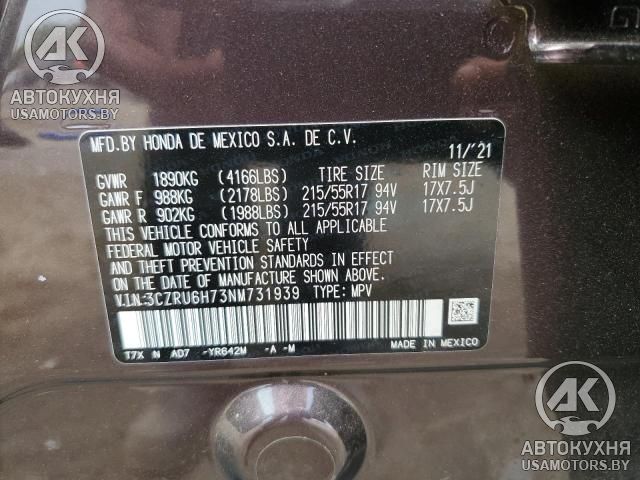 АК
АВТОКУХНЯ
USAMOTORS.BY
MFD.BY HONDA DE MEXICO S.A. DE C.V.
11/'21
GVWR 1890KG (4166LBS) TIRE SIZE RIM SIZE
GAWR F 988KG (2178LBS) 215/55R17 94V 17X7.5J
GAWR R 902KG (1988LBS) 215/55R17 94V 17X7.5J
THIS VEHICLE CONFORMS TO ALL APPLICABLE
FEDERAL MOTOR VEHICLE SAFETY
AND THEFT PREVENTION STANDARDS IN EFFECT
ON THE DATE OF MANUFACTURE SHOWN ABOVE.
V.I.N:3CZRU6H73NM731939 TYPE: MPV
T7X N AD7 -YR642M -A -M
MADE IN MEXICO
АК
АВТОКУХНЯ
USAMOTORS.BY